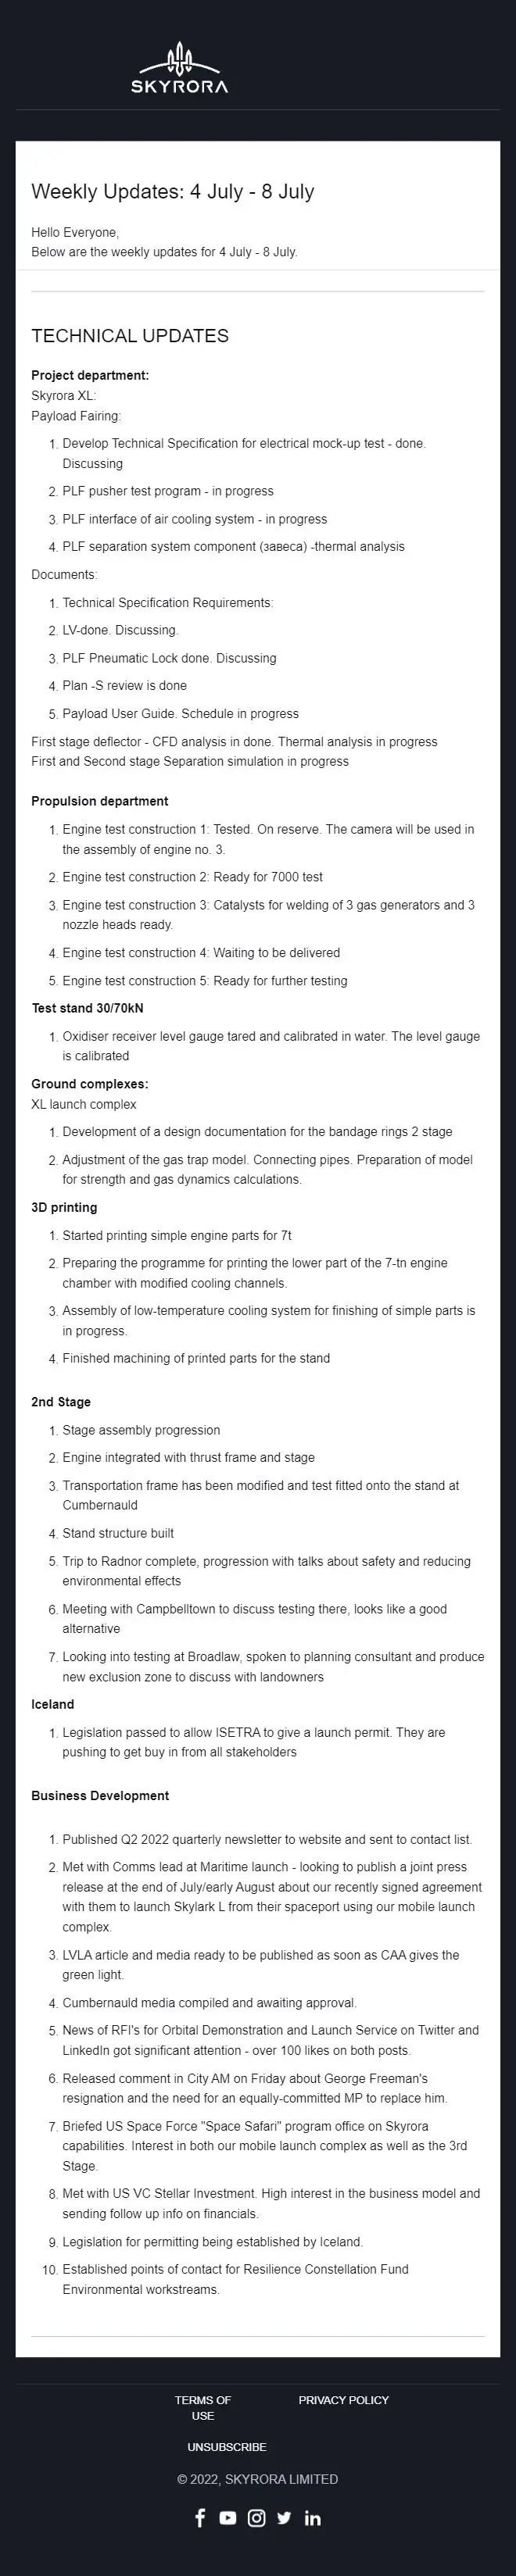 SKYRORA
Weekly Updates: 4 July - 8 July
Hello Everyone,
Below are the weekly updates for 4 July - 8 July.
TECHNICAL UPDATES
Project department:
Skyrora XL:
Payload Fairing:
1. Develop Technical Specification for electrical mock-up test - done.
Discussing
2. PLF pusher test program - in progress
3. PLF interface of air cooling system - in progress
4. PLF separation system component (завеса) -thermal analysis
Documents:
1. Technical Specification Requirements:
2. LV-done. Discussing.
3. PLF Pneumatic Lock done. Discussing
4. Plan -S review is done
5. Payload User Guide. Schedule in progress
First stage deflector - CFD analysis in done. Thermal analysis in progress
First and Second stage Separation simulation in progress
Propulsion department
1. Engine test construction 1: Tested. On reserve. The camera will be used in
the assembly of engine no. 3.
2. Engine test construction 2: Ready for 7000 test
3. Engine test construction 3: Catalysts for welding of 3 gas generators and 3
nozzle heads ready.
4. Engine test construction 4: Waiting to be delivered
5. Engine test construction 5: Ready for further testing
Test stand 30/70kN
1. Oxidiser receiver level gauge tared and calibrated in water. The level gauge
is calibrated
Ground complexes:
XL launch complex
1. Development of a design documentation for the bandage rings 2 stage
2. Adjustment of the gas trap model. Connecting pipes. Preparation of model
for strength and gas dynamics calculations.
3D printing
1. Started printing simple engine parts for 7t
2. Preparing the programme for printing the lower part of the 7-tn engine
chamber with modified cooling channels.
3. Assembly of low-temperature cooling system for finishing of simple parts is
in progress.
4. Finished machining of printed parts for the stand
2nd Stage
1. Stage assembly progression
2. Engine integrated with thrust frame and stage
3. Transportation frame has been modified and test fitted onto the stand at
Cumbernauld
4. Stand structure built
5. Trip to Radnor complete, progression with talks about safety and reducing
environmental effects
6. Meeting with Campbelltown to discuss testing there, looks like a good
alternative
7. Looking into testing at Broadlaw, spoken to planning consultant and produce
new exclusion zone to discuss with landowners
Iceland
1. Legislation passed to allow ISETRA to give a launch permit. They are
pushing to get buy in from all stakeholders
Business Development
1. Published Q2 2022 quarterly newsletter to website and sent to contact list.
2. Met with Comms lead at Maritime launch - looking to publish a joint press
release at the end of July/early August about our recently signed agreement
with them to launch Skylark L from their spaceport using our mobile launch
complex.
3. LVLA article and media ready to be published as soon as CAA gives the
green light.
4. Cumbernauld media compiled and awaiting approval.
5. News of RFI's for Orbital Demonstration and Launch Service on Twitter and
LinkedIn got significant attention - over 100 likes on both posts.
6. Released comment in City AM on Friday about George Freeman's
resignation and the need for an equally-committed MP to replace him.
7. Briefed US Space Force "Space Safari" program office on Skyrora
capabilities. Interest in both our mobile launch complex as well as the 3rd
Stage.
8. Met with US VC Stellar Investment. High interest in the business model and
sending follow up info on financials.
9. Legislation for permitting being established by Iceland.
10. Established points of contact for Resilience Constellation Fund
Environmental workstreams.
TERMS OF
USE
PRIVACY POLICY
UNSUBSCRIBE
© 2022, SKYRORA LIMITED